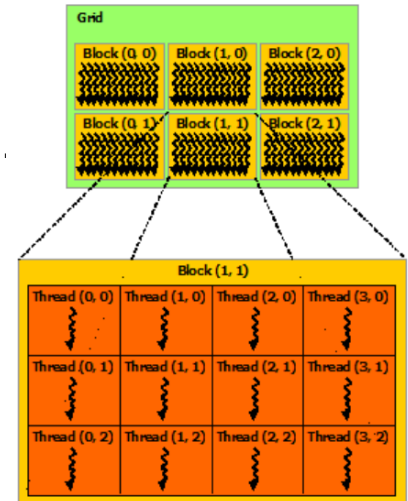 Grid
Block (0, 0) Block (1, 0) Block (2, 0)
Block (0, 1) Block (1, 1) Block (2, 1)
Block (1, 1)
Thread (0, 0) Thread (1, 0) Thread (2, 0) Thread (3, 0)
Thread (0, 1) Thread (1, 1) Thread (2, 1) Thread (3, 1)
Thread (0, 2) Thread (1, 2) Thread (2, 2) Thread (3, 2)